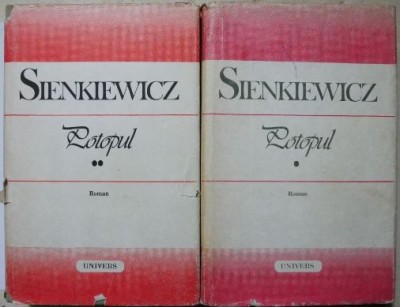 SIENKIEWICZ
Potopul
**
Roman
UNIVERS
SIENKIEWICZ
Potopul
*
Roman
UNIVERS